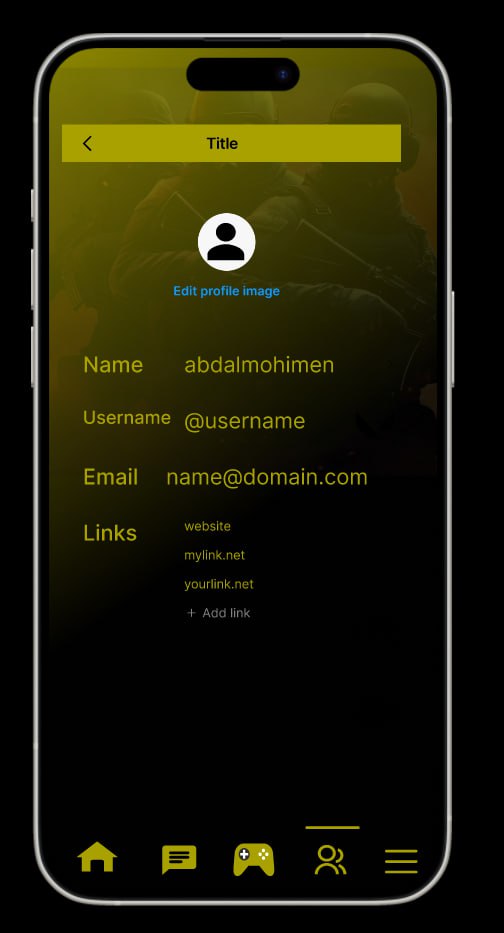 Title
Edit profile image
Name abdalmohimen
Username @username
Email name@domain.com
Links website
mylink.net
yourlink.net
+ Add link